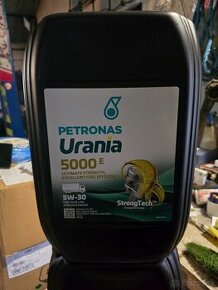 PETRONAS
Urania
5000 E
ULTIMATE STRENGTH,
EXCELLENT FUEL EFFICIENCY
StrongTech
5W-30